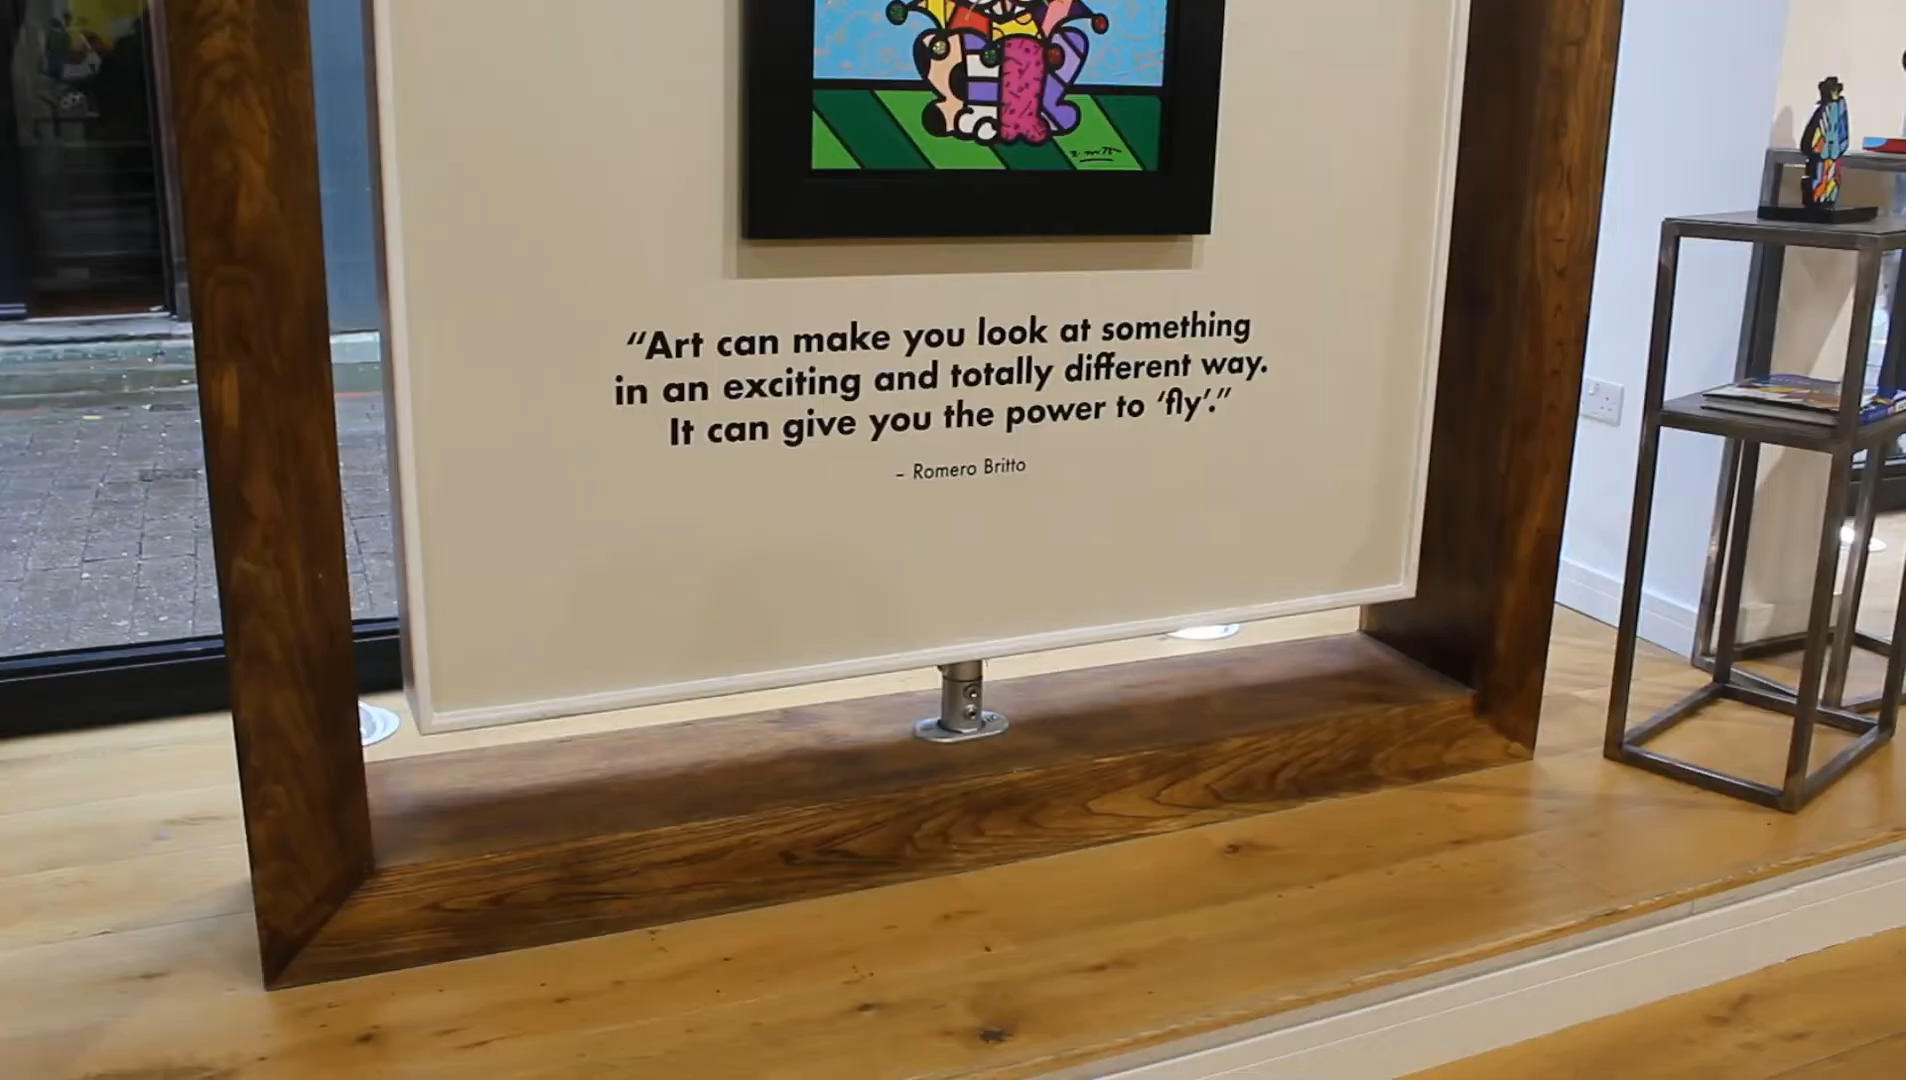 “Art can make you look at something
in an exciting and totally different way.
It can give you the power to ‘fly’.”
– Romero Britto